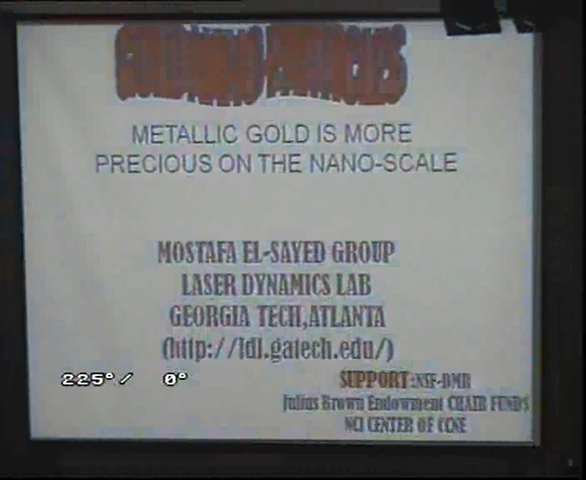 METALLIC GOLD IS MORE
PRECIOUS ON THE NANO-SCALE
MOSTAFA EL-SAYED GROUP
LASER DYNAMICS LAB
GEORGIA TECH,ATLANTA
(http://ldl.gatech.edu/)
225°/ 0°
SUPPORT:NSF-DMR
Julius Brown Endowment CHAIR FUNDS
NCI CENTER OF CCNE